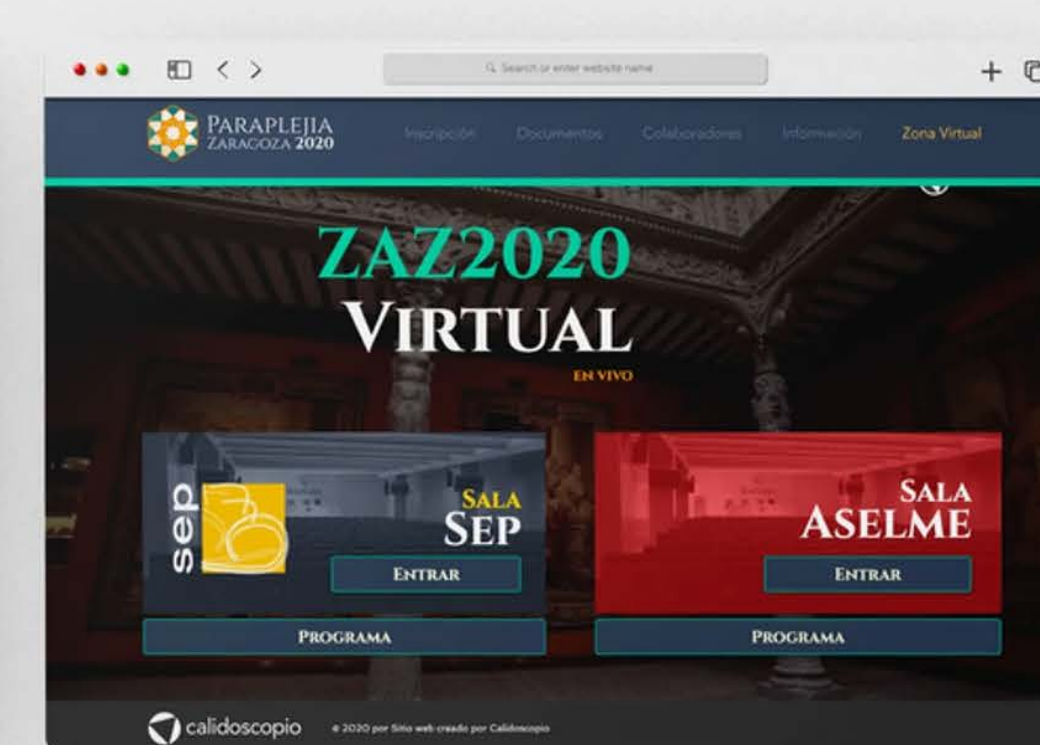 Search or enter website name
PARAPLEJIA
ZARAGOZA 2020
Inscripción
Documentos
Colaboradores
Información
Zona Virtual
ZAZ2020
VIRTUAL
EN VIVO
sep
SALA
SEP
ENTRAR
SALA
ASELME
ENTRAR
PROGRAMA
PROGRAMA
calidoscopio
© 2020 por Sitio web creado por Calidoscopio